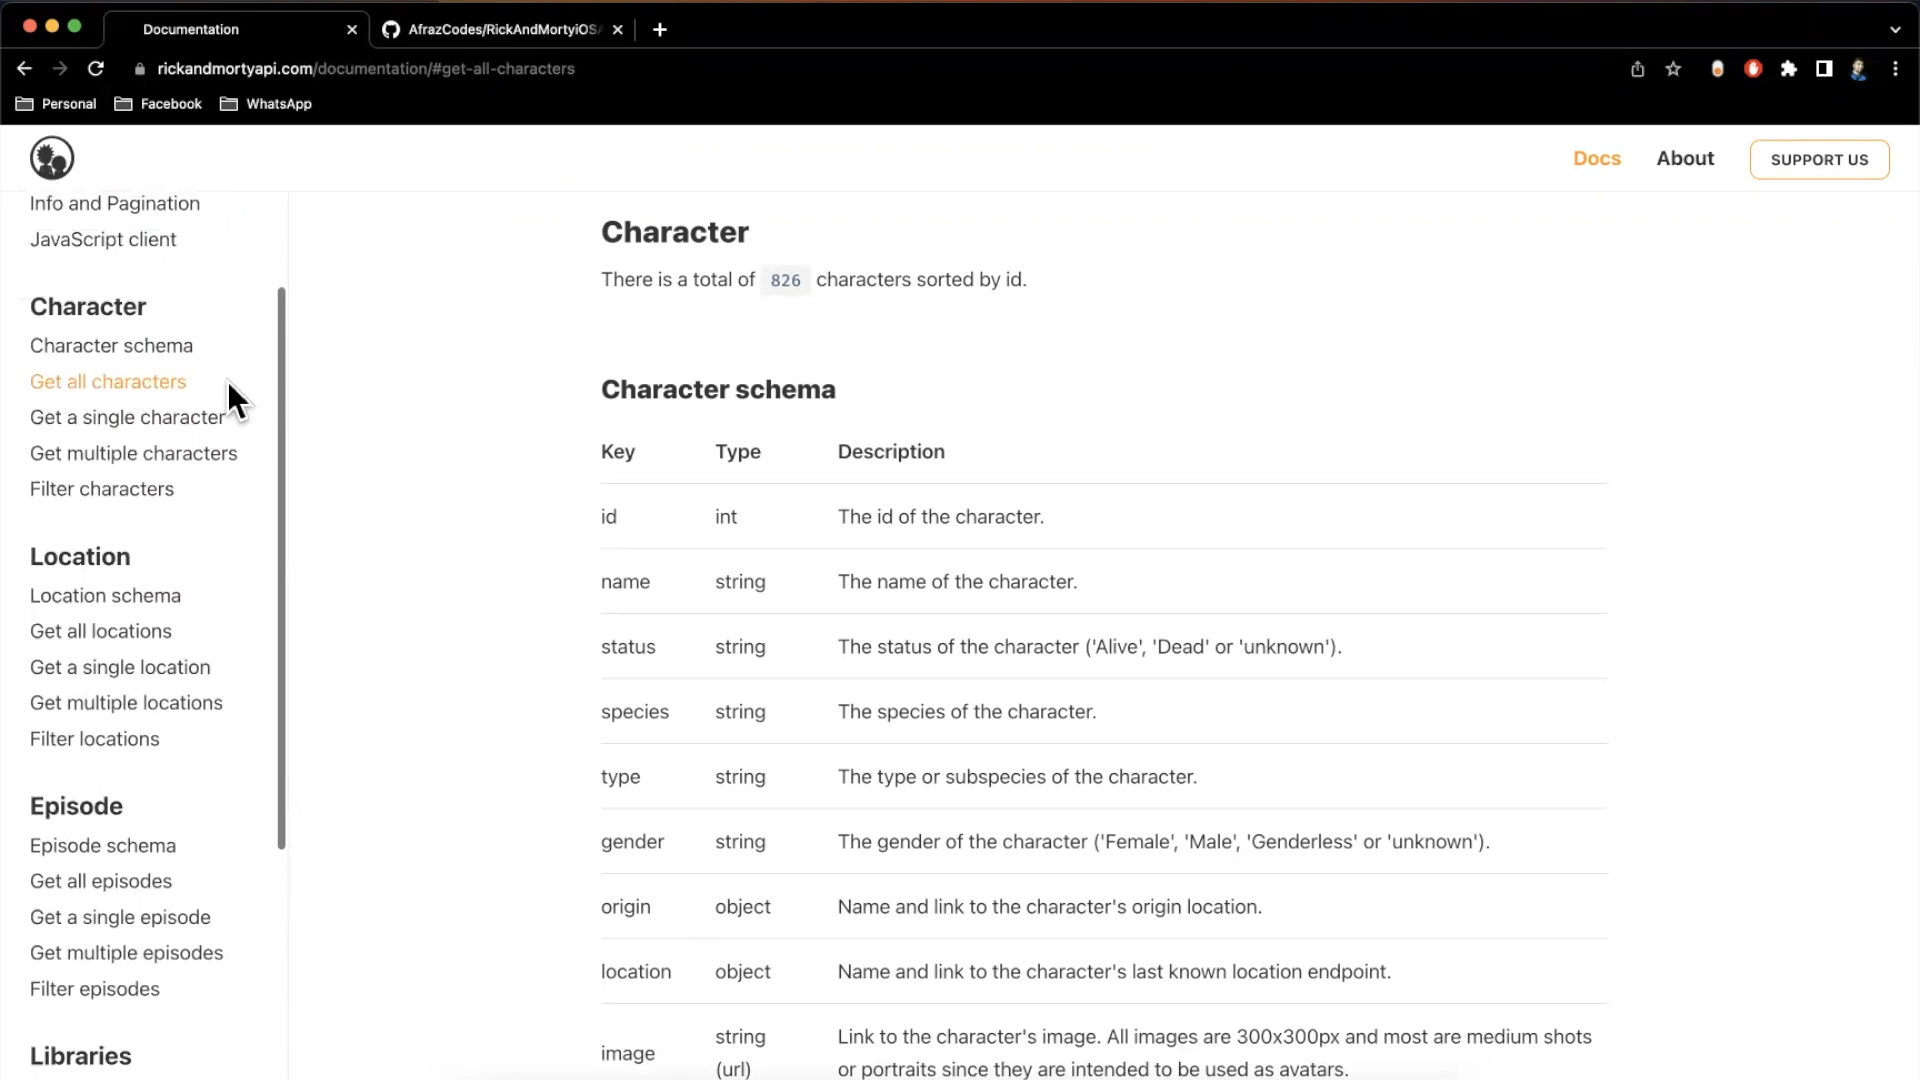 Documentation
AfrazCodes/RickAndMortyiOSA
rickandmortyapi.com/documentation/#get-all-characters
Personal
Facebook
WhatsApp
Docs
About
SUPPORT US
Info and Pagination
JavaScript client
Character
Character schema
Get all characters
Get a single character
Get multiple characters
Filter characters
Location
Location schema
Get all locations
Get a single location
Get multiple locations
Filter locations
Episode
Episode schema
Get all episodes
Get a single episode
Get multiple episodes
Filter episodes
Libraries
Character
There is a total of 826 characters sorted by id.
Character schema
Key Type Description
id int The id of the character.
name string The name of the character.
status string The status of the character ('Alive', 'Dead' or 'unknown').
species string The species of the character.
type string The type or subspecies of the character.
gender string The gender of the character ('Female', 'Male', 'Genderless' or 'unknown').
origin object Name and link to the character's origin location.
location object Name and link to the character's last known location endpoint.
image string (url) Link to the character's image. All images are 300x300px and most are medium shots
or portraits since they are intended to be used as avatars.